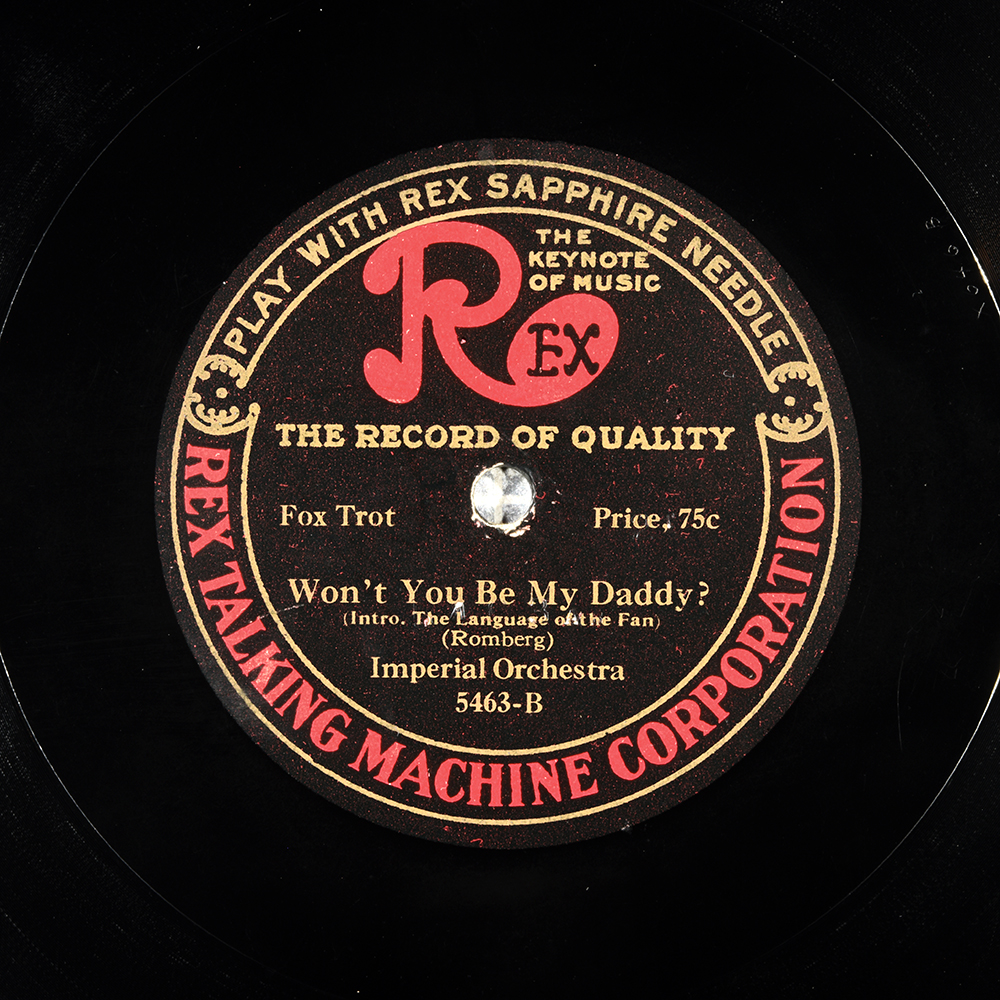 PLAY WITH REX SAPPHIRE NEEDLE
THE
KEYNOTE
OF MUSIC
REX
THE RECORD OF QUALITY
Fox Trot Price, 75c
Won't You Be My Daddy?
(Intro. The Language of the Fan)
(Romberg)
Imperial Orchestra
5463-B
REX TALKING MACHINE CORPORATION